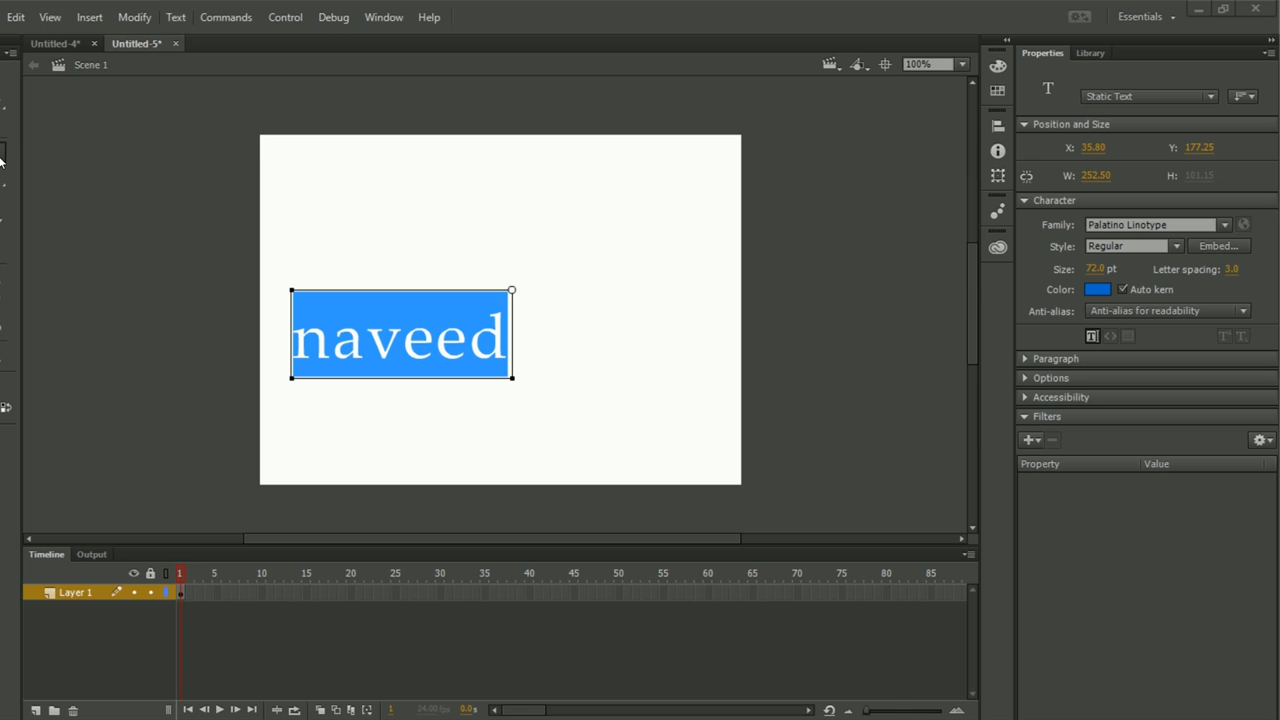 Edit View Insert Modify Text Commands Control Debug Window Help Essentials
Untitled-4* Untitled-5* Properties Library
Scene 1 100%
Static Text
Position and Size
X: 35.80 Y: 177.25
W: 252.50 H: 101.15
Character
Family: Palatino Linotype
Style: Regular Embed...
Size: 72.0 pt Letter spacing: 3.0
Color: Auto kern
Anti-alias: Anti-alias for readability
naveed
Paragraph
Options
Accessibility
Filters
Property Value
Timeline Output
1 5 10 15 20 25 30 35 40 45 50 55 60 65 70 75 80 85
Layer 1
1 24.00 fps 0.0 s